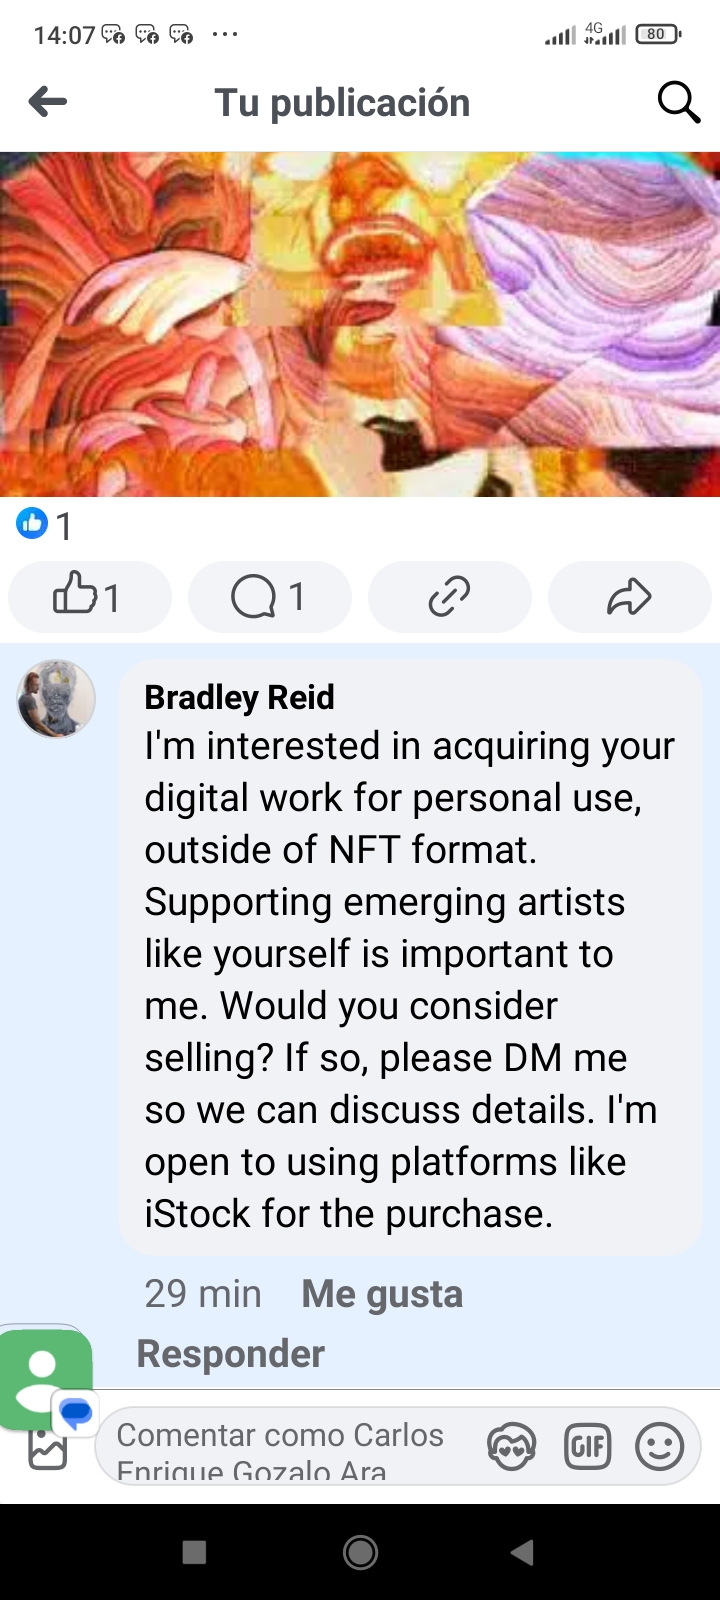 14:07 ... 4G 80
Tu publicación
1
1 1
Bradley Reid
I'm interested in acquiring your
digital work for personal use,
outside of NFT format.
Supporting emerging artists
like yourself is important to
me. Would you consider
selling? If so, please DM me
so we can discuss details. I'm
open to using platforms like
iStock for the purchase.
29 min Me gusta
Responder
Comentar como Carlos
Enrique Gozalo Ara
GIF